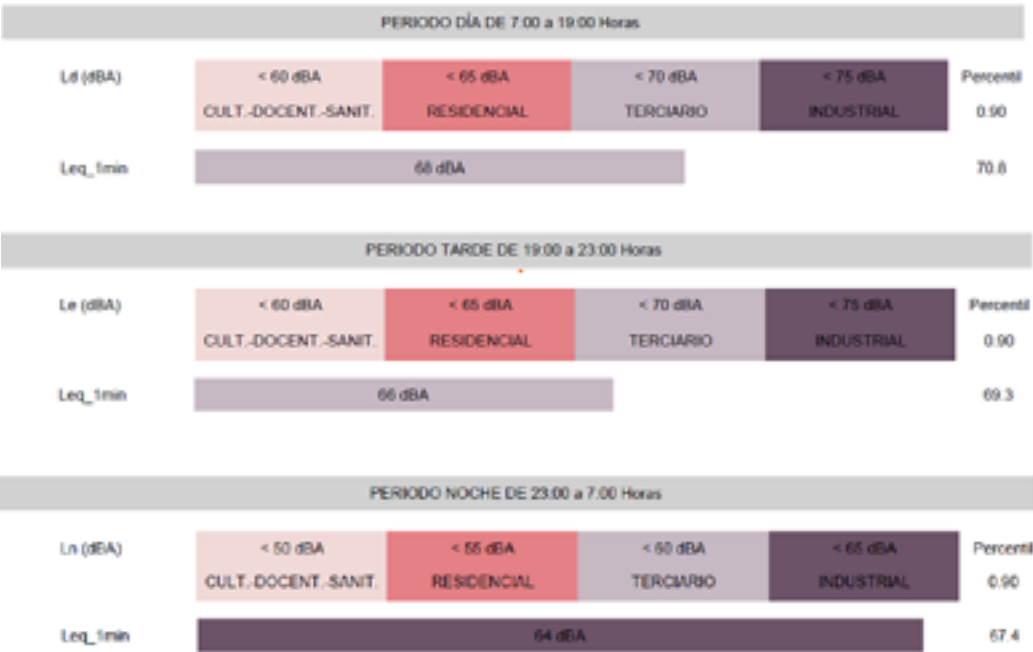 PERIODO DÍA DE 7:00 a 19:00 Horas
Ld (dBA) < 60 dBA < 65 dBA < 70 dBA < 75 dBA Percentil
CULT.-DOCENT.-SANIT. RESIDENCIAL TERCIARIO INDUSTRIAL 0.90
Leq_1min 68 dBA 70.8
PERIODO TARDE DE 19:00 a 23:00 Horas
Le (dBA) < 60 dBA < 65 dBA < 70 dBA < 75 dBA Percentil
CULT.-DOCENT.-SANIT. RESIDENCIAL TERCIARIO INDUSTRIAL 0.90
Leq_1min 66 dBA 69.3
PERIODO NOCHE DE 23:00 a 7:00 Horas
Ln (dBA) < 50 dBA < 55 dBA < 60 dBA < 65 dBA Percentil
CULT.-DOCENT.-SANIT. RESIDENCIAL TERCIARIO INDUSTRIAL 0.90
Leq_1min 64 dBA 67.4